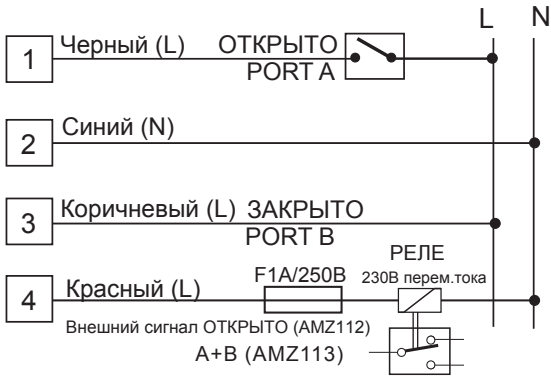 L N
1 Черный (L) ОТКРЫТО
PORT A
2 Синий (N)
3 Коричневый (L) ЗАКРЫТО
PORT B
РЕЛЕ
4 Красный (L) F1A/250В 230В перем.тока
Внешний сигнал ОТКРЫТО (AMZ112)
A+B (AMZ113)